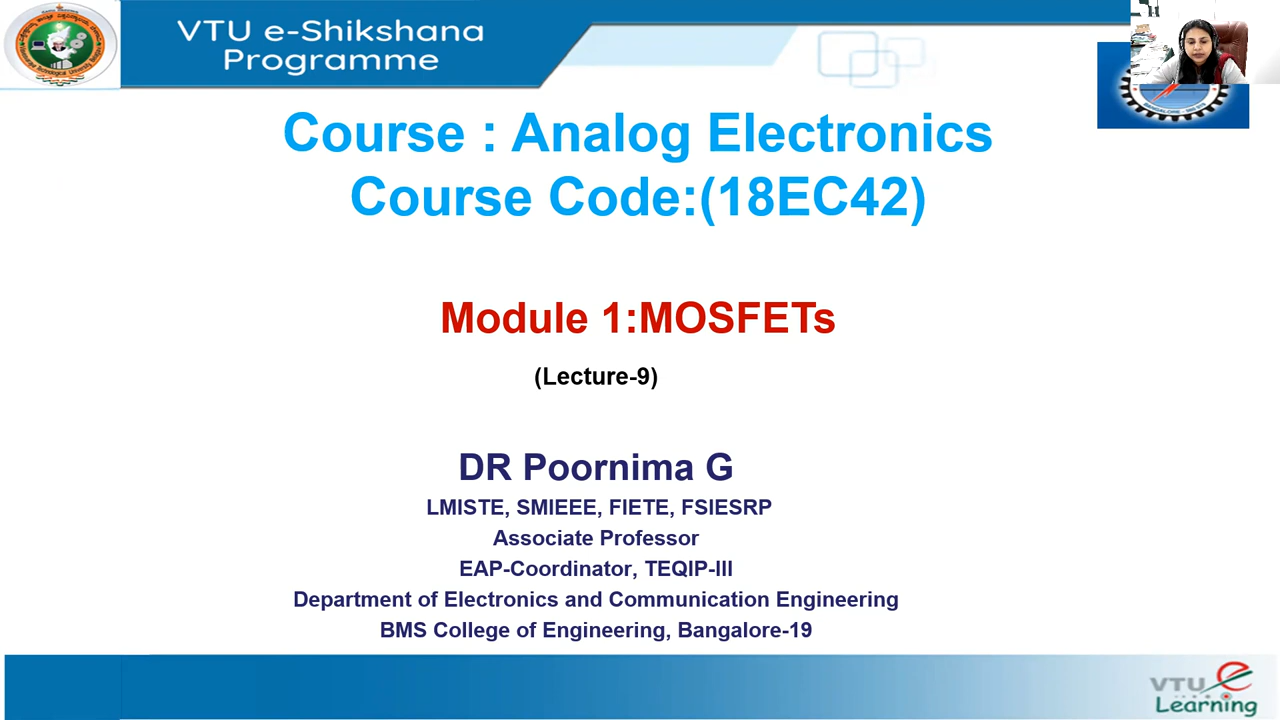 VTU e-Shikshana
Programme
Course : Analog Electronics
Course Code:(18EC42)
Module 1:MOSFETs
(Lecture-9)
DR Poornima G
LMISTE, SMIEEE, FIETE, FSIESRP
Associate Professor
EAP-Coordinator, TEQIP-III
Department of Electronics and Communication Engineering
BMS College of Engineering, Bangalore-19
VTU e
Learning